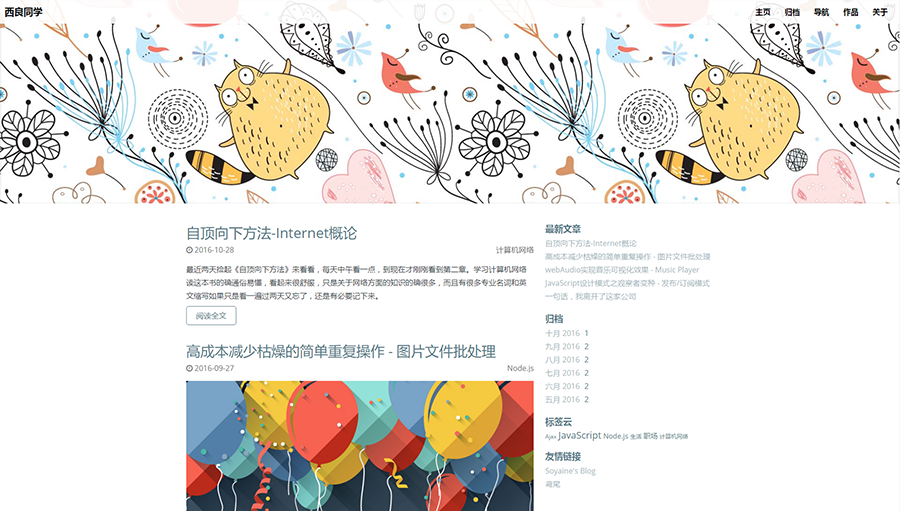 西良同学
主页 归档 导航 作品 关于
自顶向下方法-Internet概论
2016-10-28 计算机网络
最近两天捡起《自顶向下方法》来看看，每天中午看一点，到现在才刚刚看到第二章。学习计算机网络
读这本书的确通俗易懂，看起来很舒服，只是关于网络方面的知识的确很多，而且有很多专业名词和英
文缩写如果只是看一遍过两天又忘了，还是有必要记下来。
阅读全文
高成本减少枯燥的简单重复操作 - 图片文件批处理
2016-09-27 Node.js
最新文章
自顶向下方法-Internet概论
高成本减少枯燥的简单重复操作 - 图片文件批处理
webAudio实现音乐可视化效果 - Music Player
JavaScript设计模式之观察者变种 - 发布/订阅模式
一句话，我离开了这家公司
归档
十月 2016 1
九月 2016 2
八月 2016 2
七月 2016 2
六月 2016 2
五月 2016 2
标签云
Ajax JavaScript Node.js 生活 职场 计算机网络
友情链接
Soyaine's Blog
鸢尾